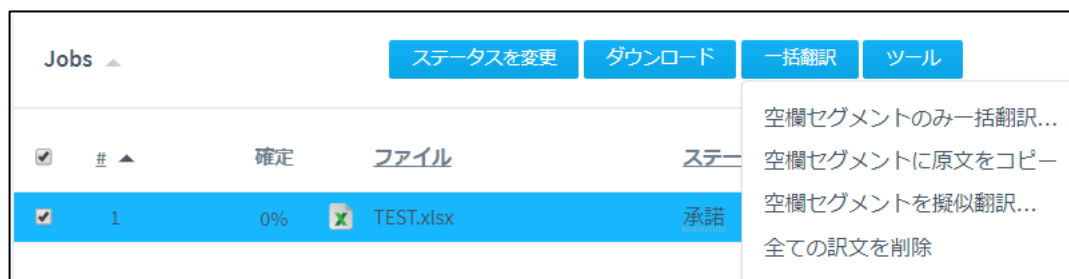 Jobs
ステータスを変更 ダウンロード 一括翻訳 ツール
空欄セグメントのみ一括翻訳...
空欄セグメントに原文をコピー
空欄セグメントを擬似翻訳...
全ての訳文を削除
# 確定 ファイル ステー
1 0% TEST.xlsx 承諾